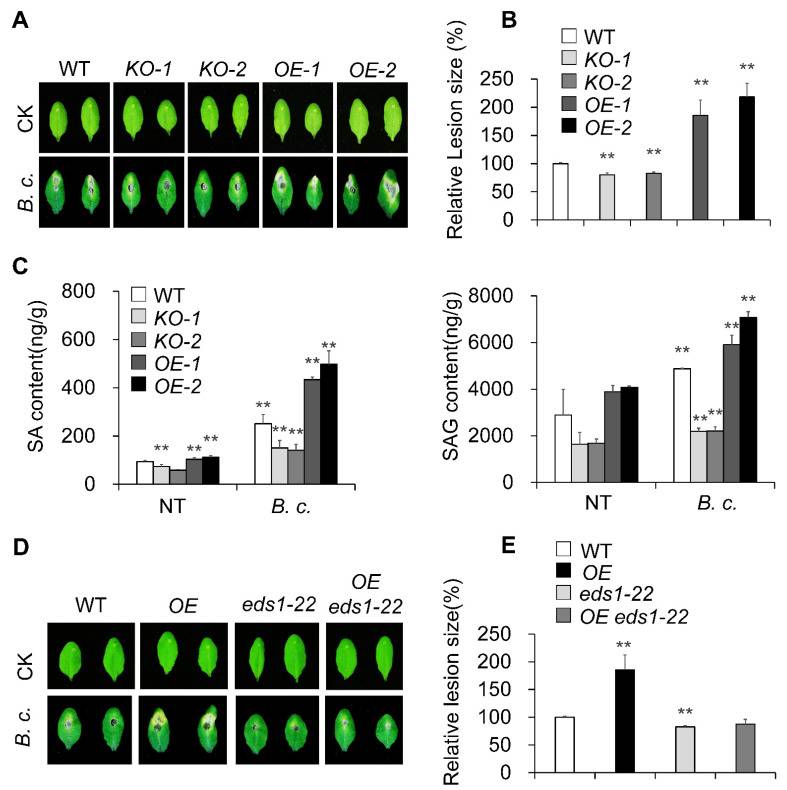 A
WT KO-1 KO-2 OE-1 OE-2
CK
B. c.
B
WT
KO-1
KO-2
OE-1
OE-2
Relative Lesion size (%)
250
200
150
100
50
0
** ** ** **
C
WT
KO-1
KO-2
OE-1
OE-2
SA content(ng/g)
800
600
400
200
0
** ** **
** ** ** ** **
NT B. c.
SAG content(ng/g)
8000
6000
4000
2000
0
** ** ** ** **
NT B. c.
D
WT OE eds1-22 OE
eds1-22
CK
B. c.
E
WT
OE
eds1-22
OE eds1-22
Relative lesion size(%)
250
200
150
100
50
0
** **